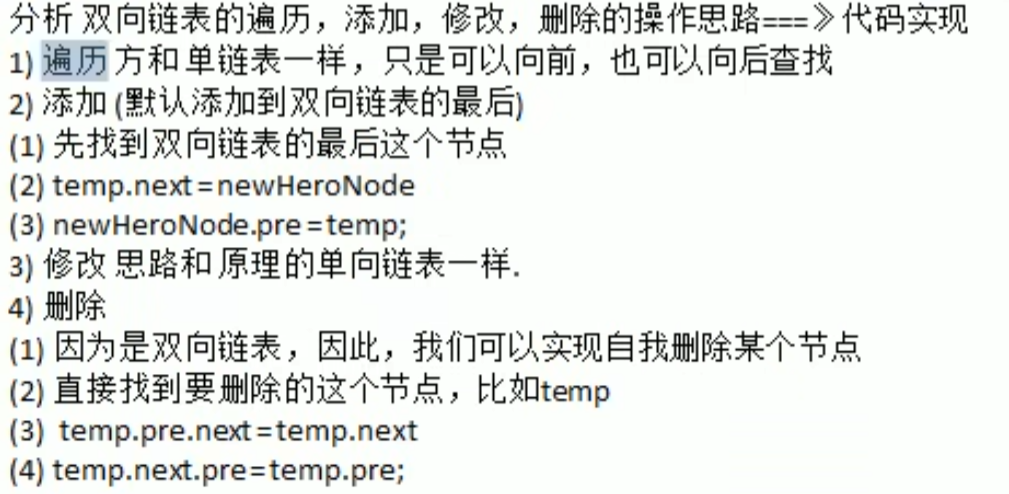 分析 双向链表的遍历，添加，修改，删除的操作思路===》代码实现
1) 遍历 方和 单链表一样，只是可以向前，也可以向后查找
2) 添加 (默认添加到双向链表的最后)
(1) 先找到双向链表的最后这个节点
(2) temp.next = newHeroNode
(3) newHeroNode.pre = temp;
3) 修改 思路和 原理的单向链表一样.
4) 删除
(1) 因为是双向链表，因此，我们可以实现自我删除某个节点
(2) 直接找到要删除的这个节点，比如temp
(3) temp.pre.next = temp.next
(4) temp.next.pre = temp.pre;